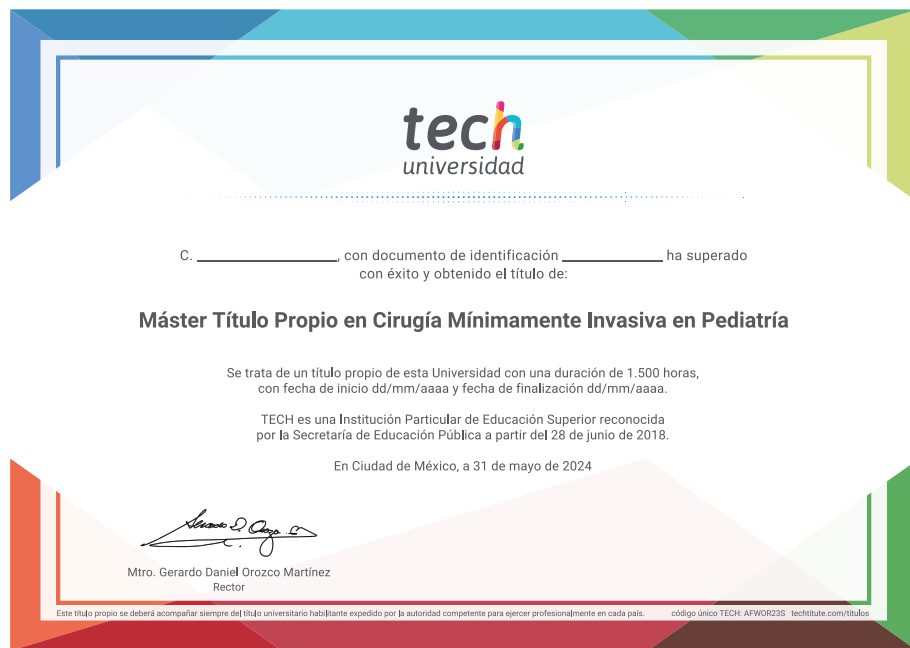 tech
universidad
C. ____________, con documento de identificación ____________ ha superado
con éxito y obtenido el título de:
Máster Título Propio en Cirugía Mínimamente Invasiva en Pediatría
Se trata de un título propio de esta Universidad con una duración de 1.500 horas,
con fecha de inicio dd/mm/aaaa y fecha de finalización dd/mm/aaaa.
TECH es una Institución Particular de Educación Superior reconocida
por la Secretaría de Educación Pública a partir del 28 de junio de 2018.
En Ciudad de México, a 31 de mayo de 2024
Mtro. Gerardo Daniel Orozco Martínez
Rector
Este título propio se deberá acompañar siempre del título universitario habilitante expedido por la autoridad competente para ejercer profesionalmente en cada país. código único TECH: AFWOR23S techtitute.com/titulos